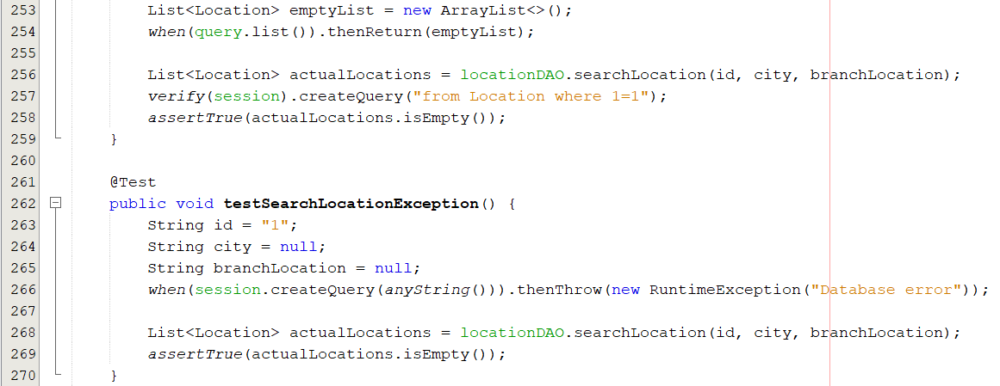 253 List<Location> emptyList = new ArrayList<>();
254 when(query.list()).thenReturn(emptyList);
255
256 List<Location> actualLocations = locationDAO.searchLocation(id, city, branchLocation);
257 verify(session).createQuery("from Location where 1=1");
258 assertTrue(actualLocations.isEmpty());
259 }
260
261 @Test
262 public void testSearchLocationException() {
263 String id = "1";
264 String city = null;
265 String branchLocation = null;
266 when(session.createQuery(anyString())).thenThrow(new RuntimeException("Database error"));
267
268 List<Location> actualLocations = locationDAO.searchLocation(id, city, branchLocation);
269 assertTrue(actualLocations.isEmpty());
270 }